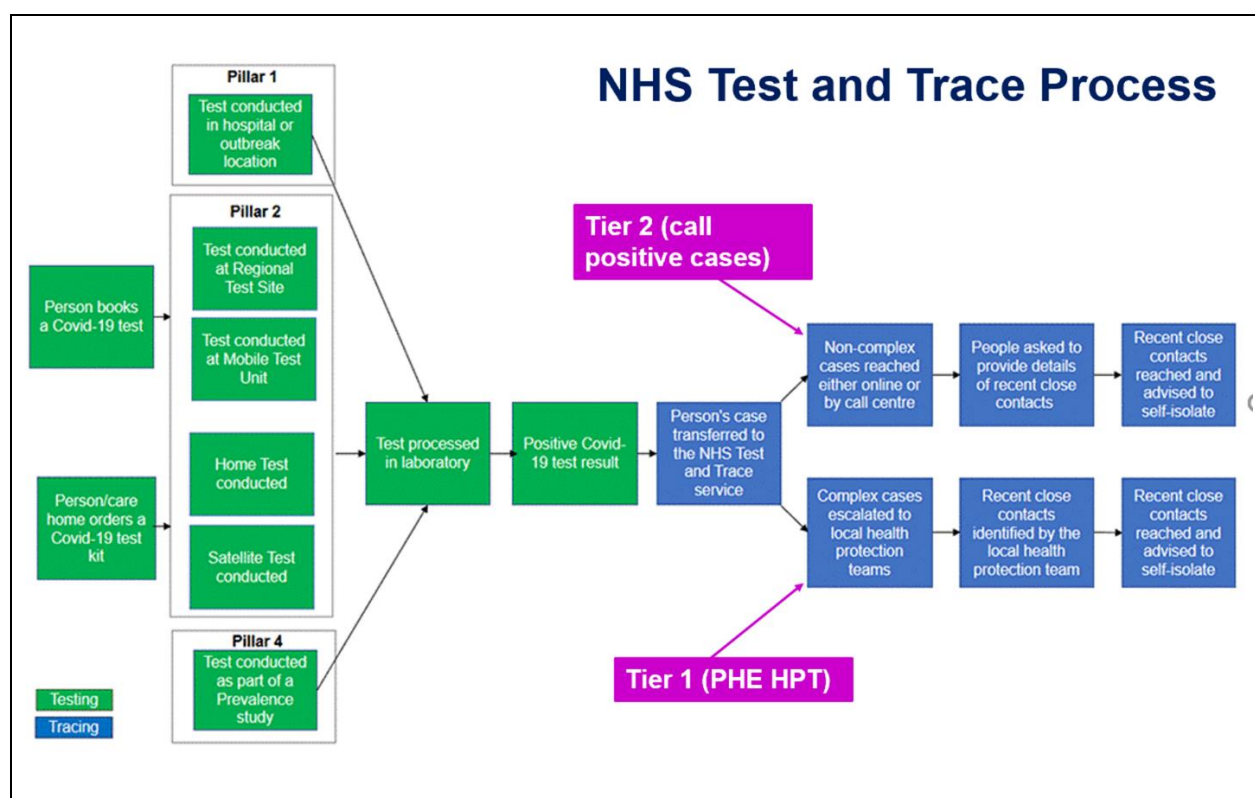 NHS Test and Trace Process
Pillar 1
Test conducted
in hospital or
outbreak
location
Pillar 2
Test conducted
at Regional
Test Site
Test conducted
at Mobile Test
Unit
Home Test
conducted
Satellite Test
conducted
Pillar 4
Test conducted
as part of a
Prevalence
study
Person books
a Covid-19 test
Person/care
home orders a
Covid-19 test
kit
Test processed
in laboratory
Positive Covid-
19 test result
Person's case
transferred to
the NHS Test
and Trace
service
Tier 2 (call
positive cases)
Non-complex
cases reached
either online or
by call centre
People asked to
provide details
of recent close
contacts
Recent close
contacts
reached and
advised to
self-isolate
Complex cases
escalated to
local health
protection
teams
Recent close
contacts
identified by the
local health
protection team
Recent close
contacts
reached and
advised to
self-isolate
Tier 1 (PHE HPT)
Testing
Tracing